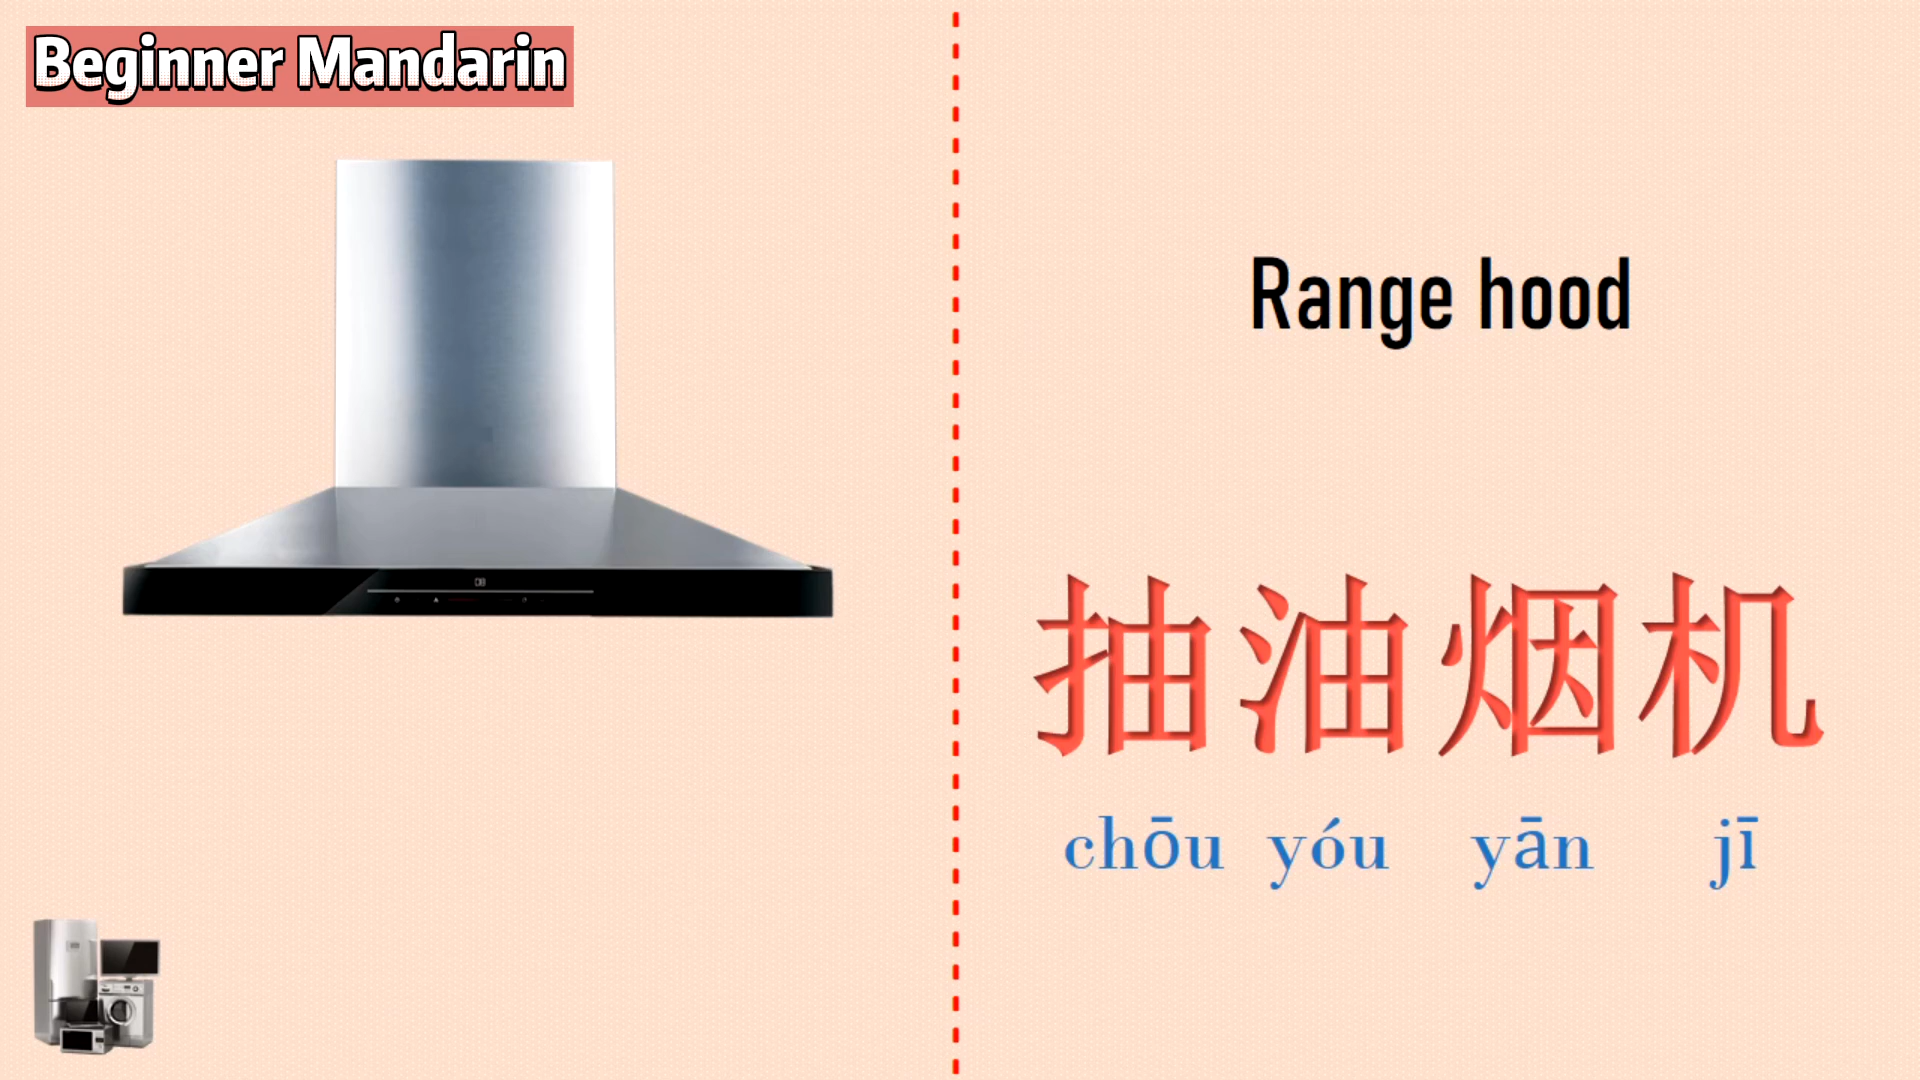 Beginner Mandarin
Range hood
抽油烟机
chōu yóu yān jī